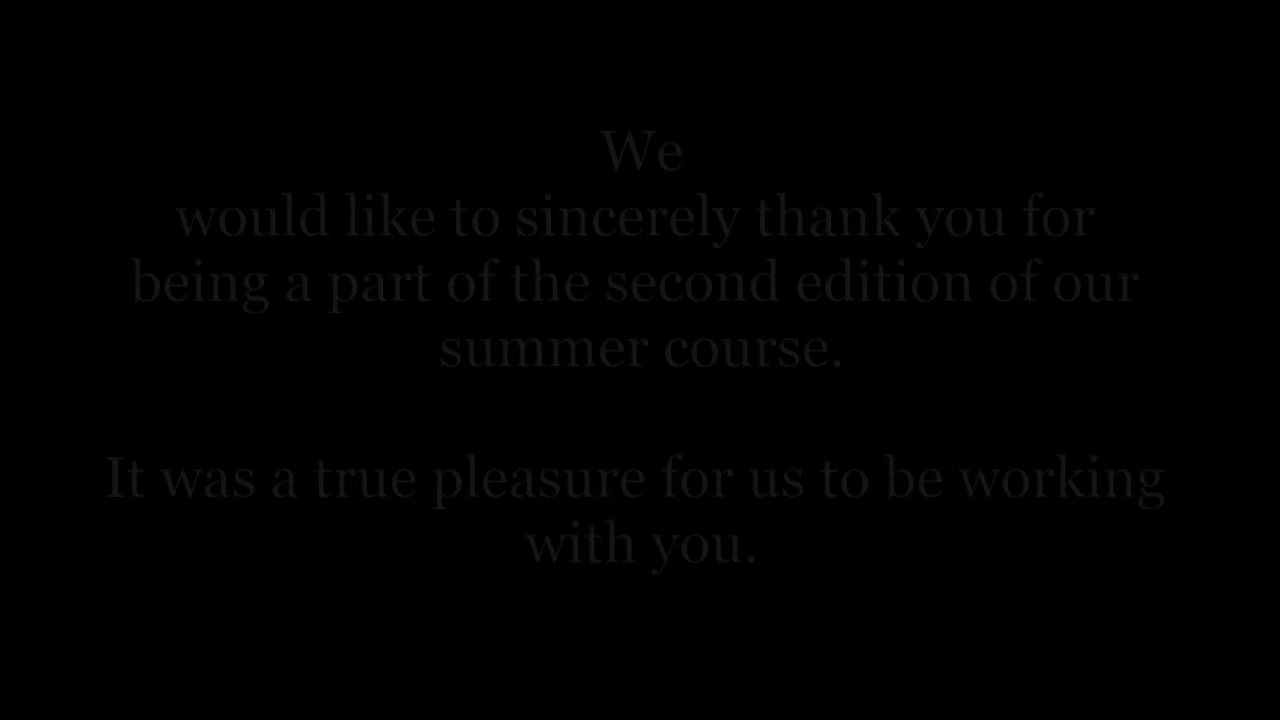 We
would like to sincerely thank you for
being a part of the second edition of our
summer course.
It was a true pleasure for us to be working
with you.